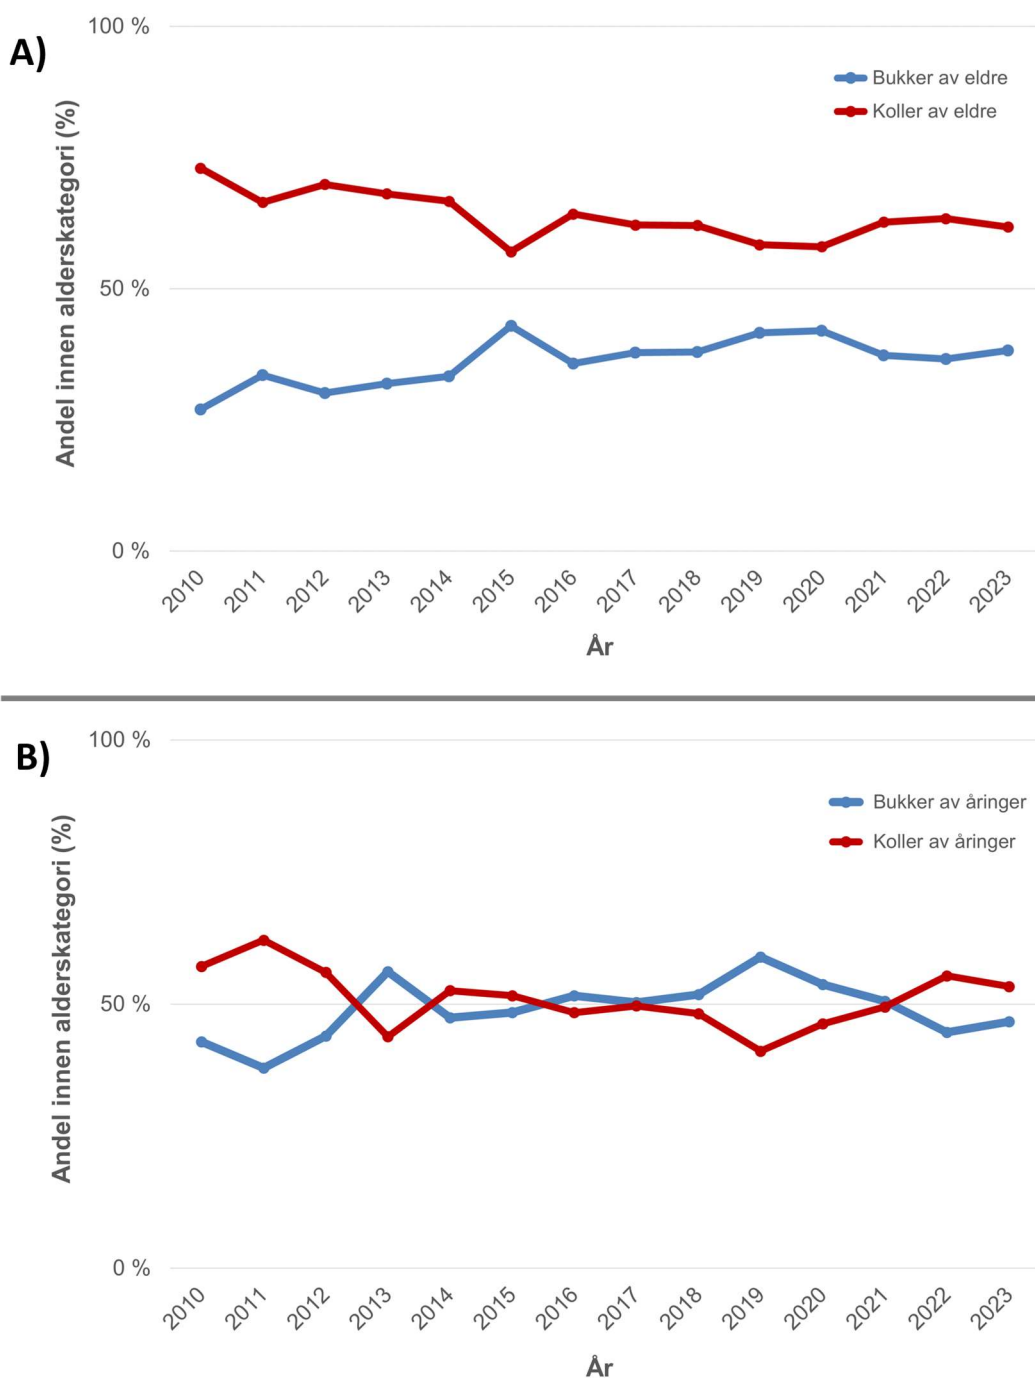 A)
100 %
Bukker av eldre
Koller av eldre
Andel innen alderskategori (%)
50 %
0 %
2010 2011 2012 2013 2014 2015 2016 2017 2018 2019 2020 2021 2022 2023
År
B)
100 %
Bukker av åringer
Koller av åringer
Andel innen alderskategori (%)
50 %
0 %
2010 2011 2012 2013 2014 2015 2016 2017 2018 2019 2020 2021 2022 2023
År